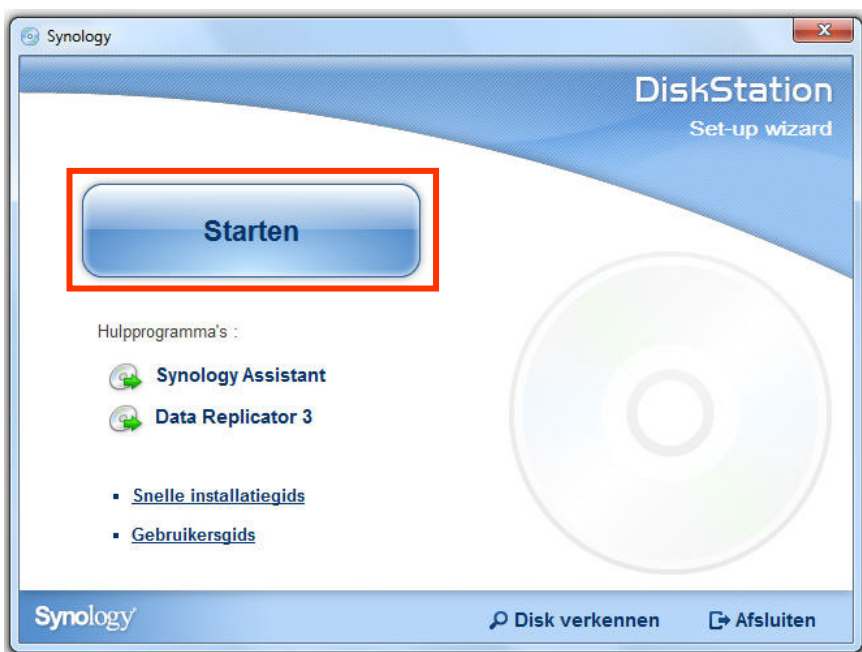 Synology
DiskStation
Set-up wizard
Starten
Hulpprogramma's :
Synology Assistant
Data Replicator 3
Snelle installatiegids
Gebruikersgids
Synology
Disk verkennen
Afsluiten